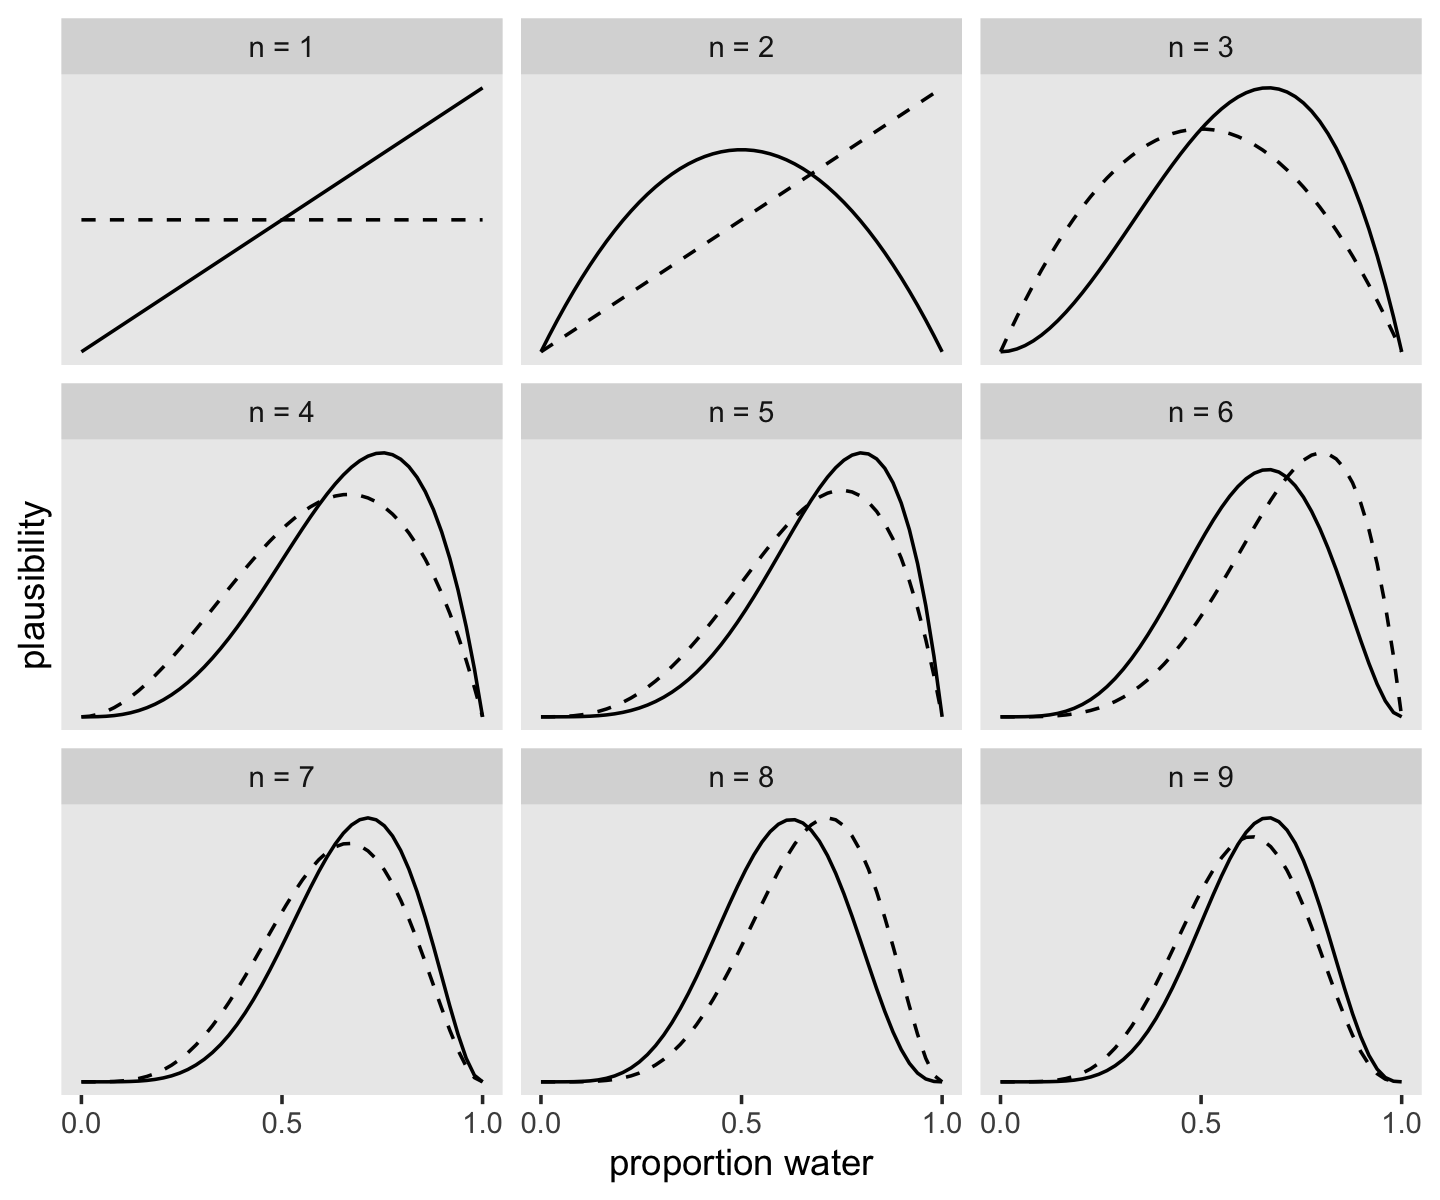 n = 1
n = 2
n = 3
n = 4
n = 5
n = 6
n = 7
n = 8
n = 9
plausibility
0.0 0.5 1.0
0.0 0.5 1.0
0.0 0.5 1.0
proportion water